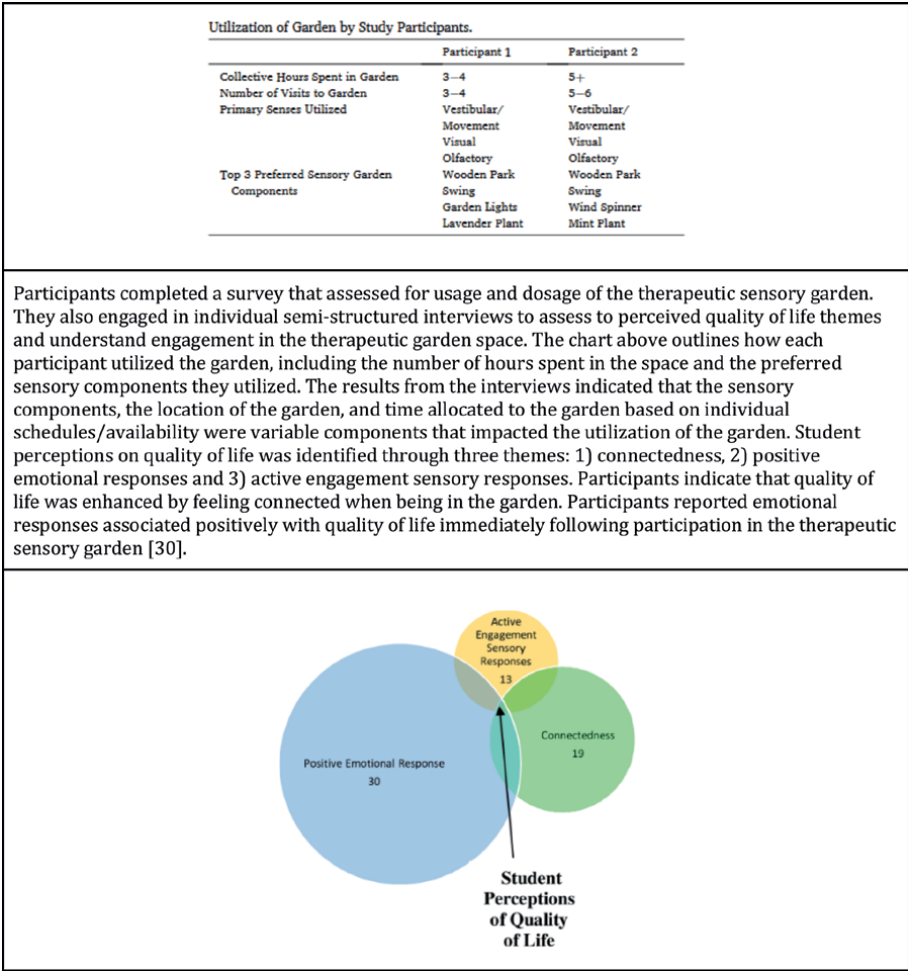 Utilization of Garden by Study Participants.
Participant 1 Participant 2
Collective Hours Spent in Garden 3–4 5+
Number of Visits to Garden 3–4 5–6
Primary Senses Utilized Vestibular/ Vestibular/
Movement Movement
Visual Visual
Olfactory Olfactory
Top 3 Preferred Sensory Garden Wooden Park Wooden Park
Components Swing Swing
Garden Lights Wind Spinner
Lavender Plant Mint Plant
Participants completed a survey that assessed for usage and dosage of the therapeutic sensory garden.
They also engaged in individual semi-structured interviews to assess to perceived quality of life themes
and understand engagement in the therapeutic garden space. The chart above outlines how each
participant utilized the garden, including the number of hours spent in the space and the preferred
sensory components they utilized. The results from the interviews indicated that the sensory
components, the location of the garden, and time allocated to the garden based on individual
schedules/availability were variable components that impacted the utilization of the garden. Student
perceptions on quality of life was identified through three themes: 1) connectedness, 2) positive
emotional responses and 3) active engagement sensory responses. Participants indicate that quality of
life was enhanced by feeling connected when being in the garden. Participants reported emotional
responses associated positively with quality of life immediately following participation in the therapeutic
sensory garden [30].
Active
Engagement
Sensory
Responses
13
Connectedness
19
Positive Emotional Response
30
Student
Perceptions
of Quality
of Life